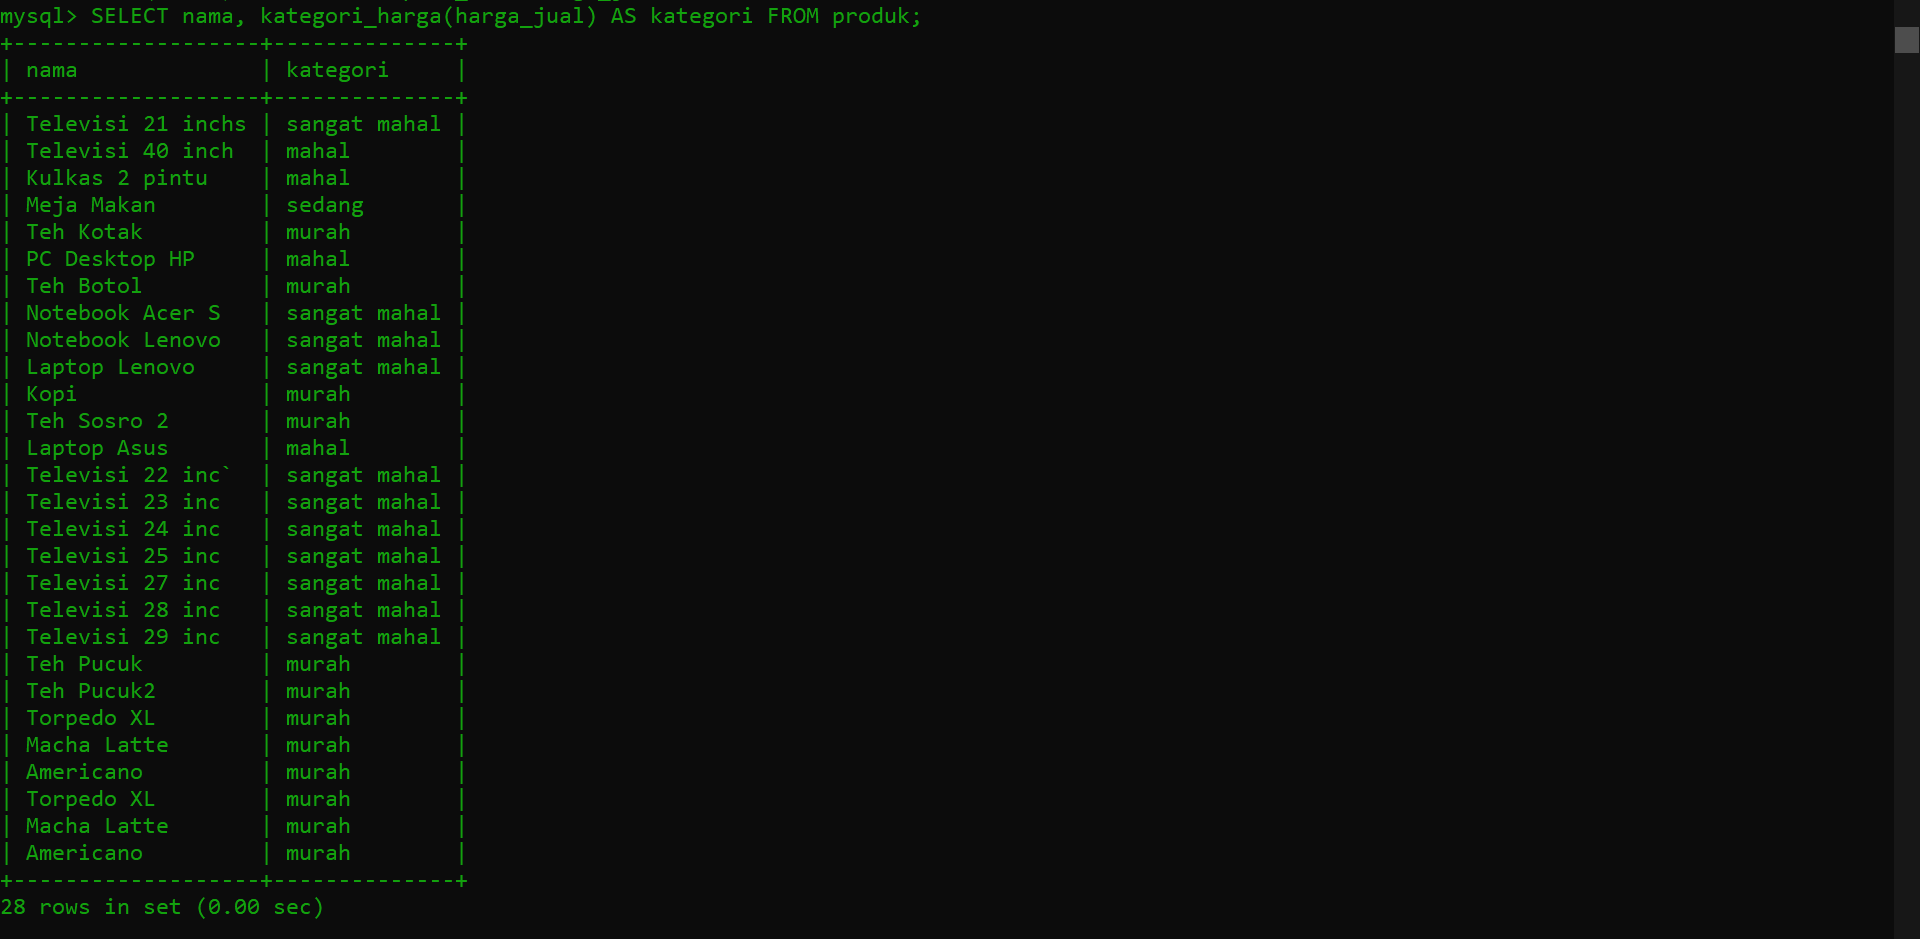 mysql> SELECT nama, kategori_harga(harga_jual) AS kategori FROM produk;
+-------------------+--------------+
| nama              | kategori     |
+-------------------+--------------+
| Televisi 21 inchs | sangat mahal |
| Televisi 40 inch  | mahal        |
| Kulkas 2 pintu    | mahal        |
| Meja Makan        | sedang       |
| Teh Kotak         | murah        |
| PC Desktop HP     | mahal        |
| Teh Botol         | murah        |
| Notebook Acer S   | sangat mahal |
| Notebook Lenovo   | sangat mahal |
| Laptop Lenovo     | sangat mahal |
| Kopi              | murah        |
| Teh Sosro 2       | murah        |
| Laptop Asus       | mahal        |
| Televisi 22 inc`  | sangat mahal |
| Televisi 23 inc   | sangat mahal |
| Televisi 24 inc   | sangat mahal |
| Televisi 25 inc   | sangat mahal |
| Televisi 27 inc   | sangat mahal |
| Televisi 28 inc   | sangat mahal |
| Televisi 29 inc   | sangat mahal |
| Teh Pucuk         | murah        |
| Teh Pucuk2        | murah        |
| Torpedo XL        | murah        |
| Macha Latte       | murah        |
| Americano         | murah        |
| Torpedo XL        | murah        |
| Macha Latte       | murah        |
| Americano         | murah        |
+-------------------+--------------+
28 rows in set (0.00 sec)